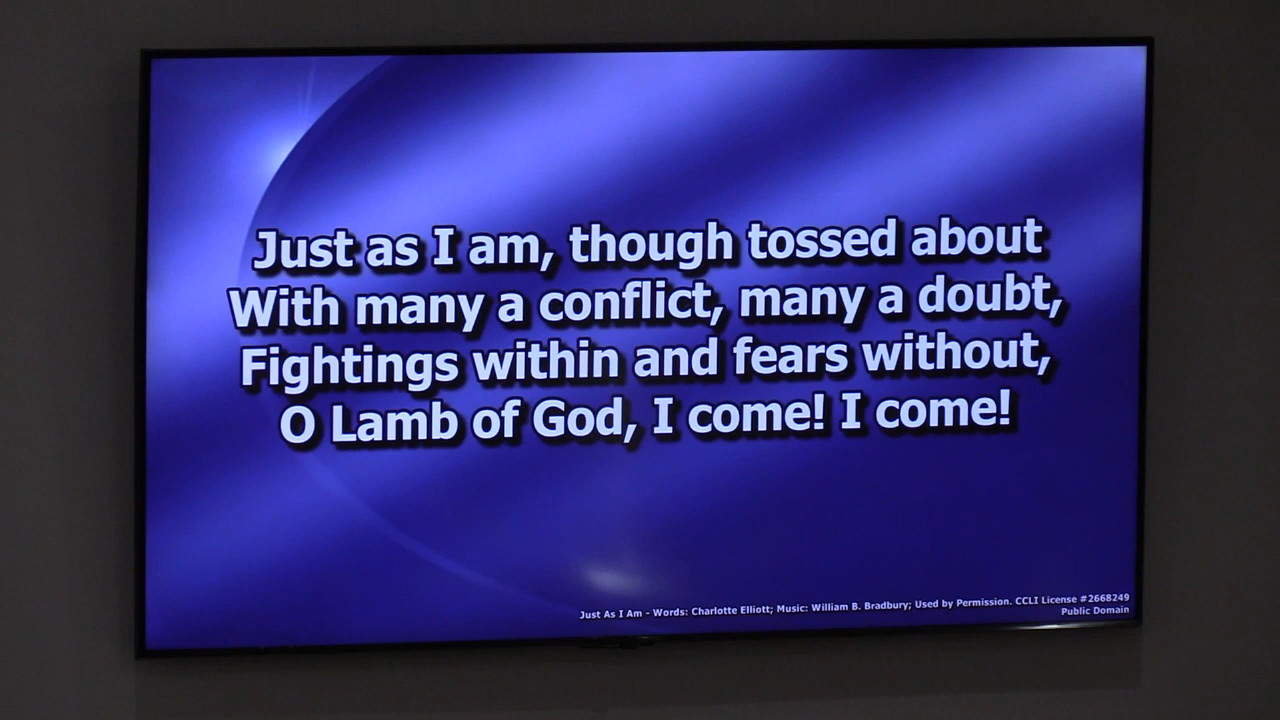 Just as I am, though tossed about
With many a conflict, many a doubt,
Fightings within and fears without,
O Lamb of God, I come! I come!
Just As I Am - Words: Charlotte Elliott; Music: William B. Bradbury; Used by Permission. CCLI License #2668249
Public Domain